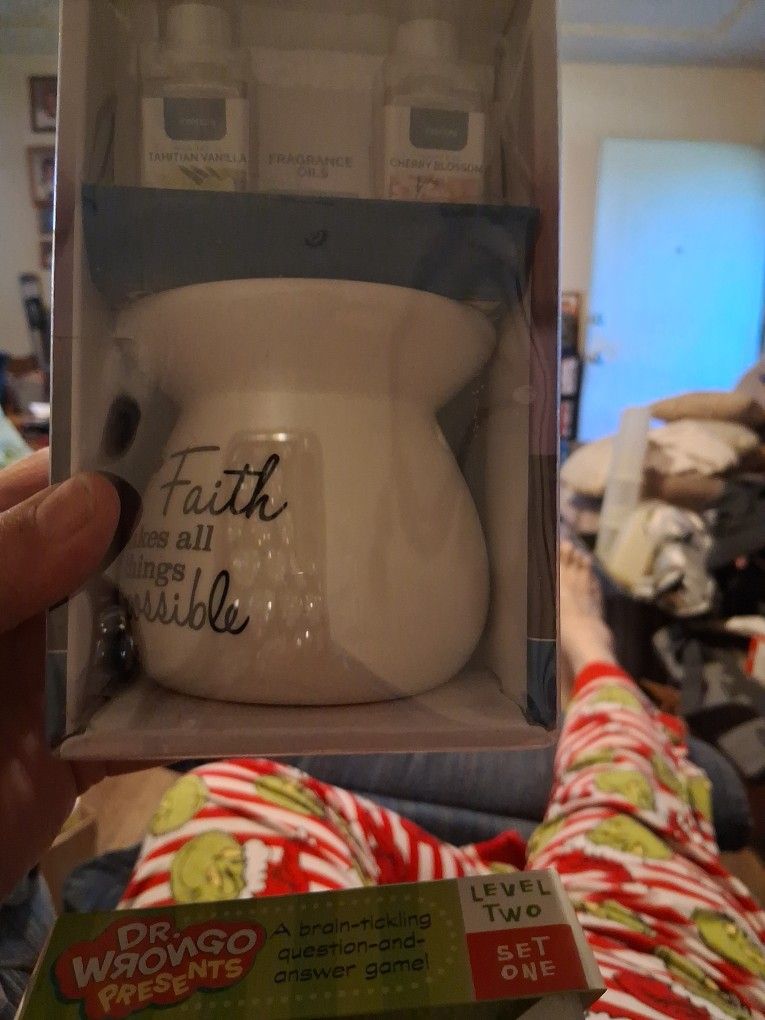 TAHITIAN VANILLA
FRAGRANCE
OILS
CHERRY BLOSSOM
Faith
kes all
hings
ossible
DR.
WRONGO
PRESENTS
A brain-tickling
question-and-
answer game!
LEVEL
TWO
SET
ONE